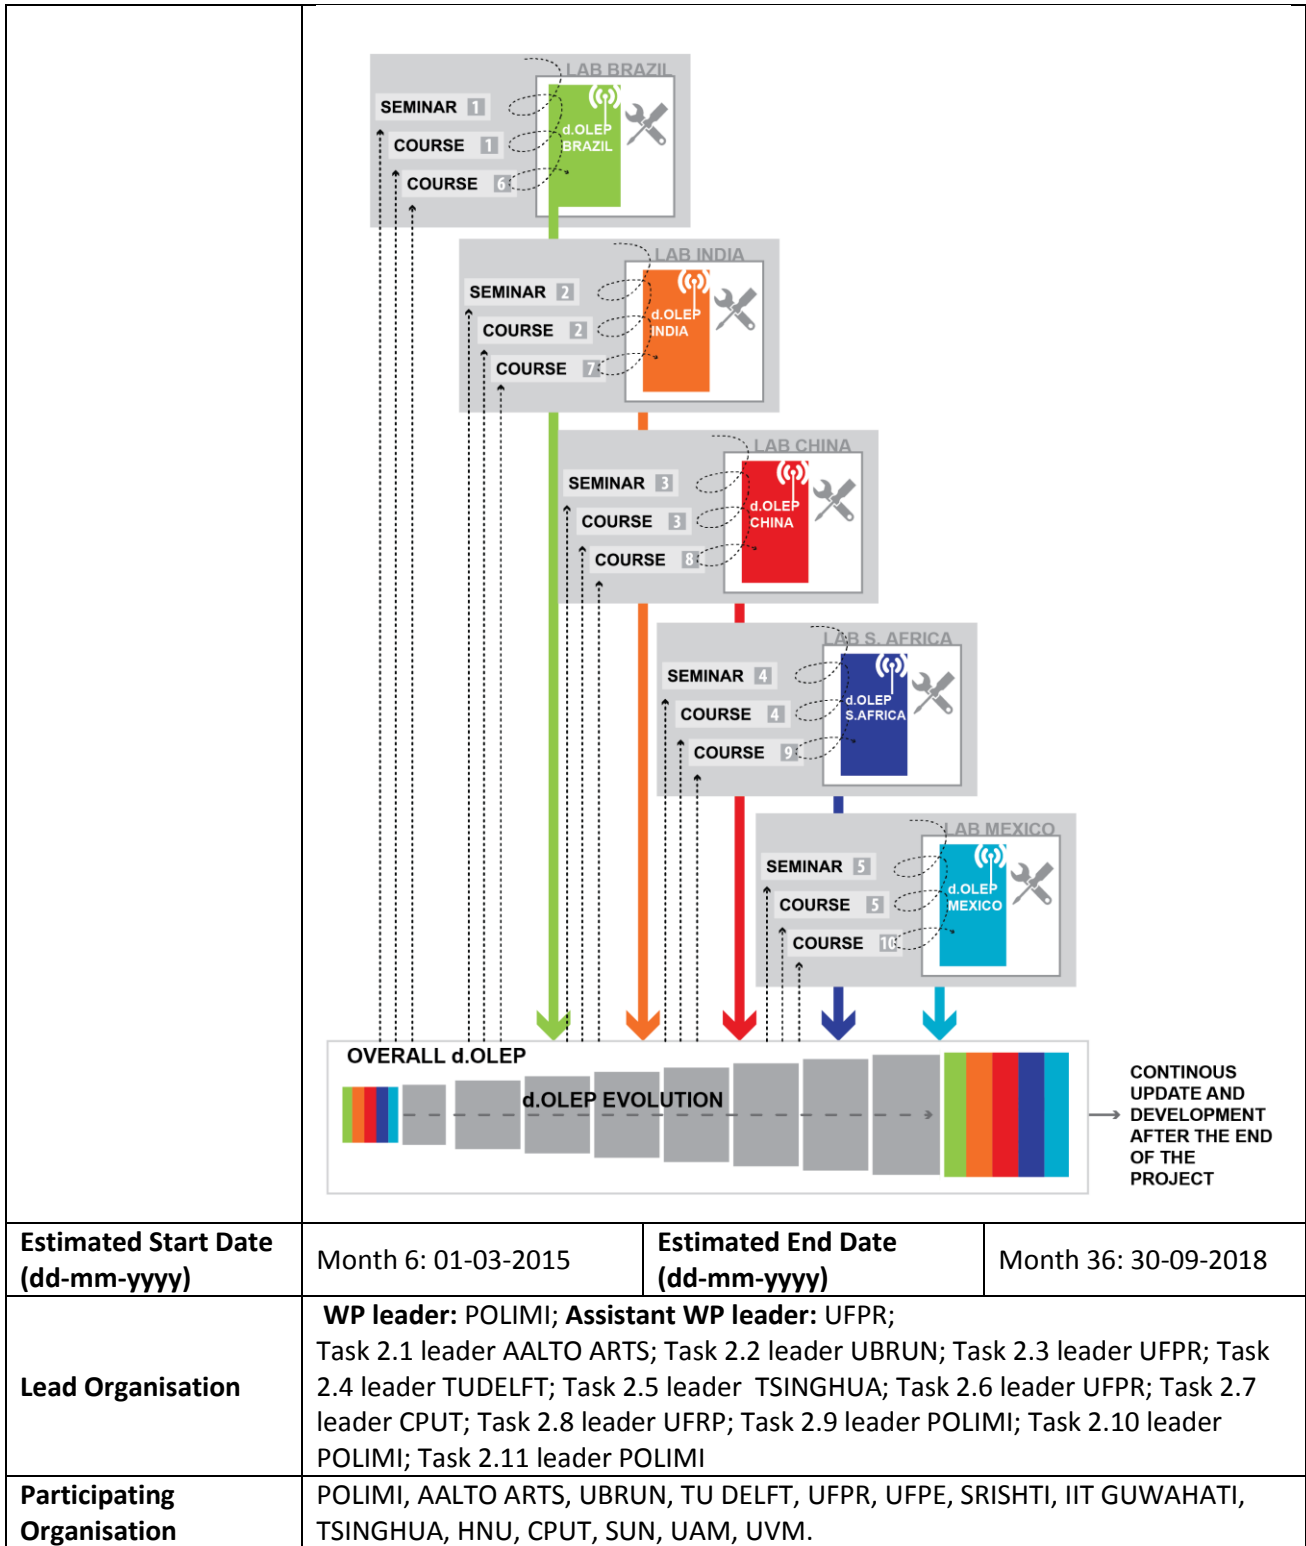 LAB BRAZIL
SEMINAR 1
COURSE 1
COURSE 6
d.OLEP
BRAZIL
LAB INDIA
SEMINAR 2
COURSE 2
COURSE 7
d.OLEP
INDIA
LAB CHINA
SEMINAR 3
COURSE 3
COURSE 8
d.OLEP
CHINA
LAB S. AFRICA
SEMINAR 4
COURSE 4
COURSE 9
d.OLEP
S.AFRICA
LAB MEXICO
SEMINAR 5
COURSE 5
COURSE 10
d.OLEP
MEXICO
OVERALL d.OLEP
d.OLEP EVOLUTION
CONTINOUS
UPDATE AND
DEVELOPMENT
AFTER THE END
OF THE
PROJECT
Estimated Start Date
(dd-mm-yyyy)
Month 6: 01-03-2015
Estimated End Date
(dd-mm-yyyy)
Month 36: 30-09-2018
Lead Organisation
WP leader: POLIMI; Assistant WP leader: UFPR;
Task 2.1 leader AALTO ARTS; Task 2.2 leader UBRUN; Task 2.3 leader UFPR; Task
2.4 leader TUDELFT; Task 2.5 leader TSINGHUA; Task 2.6 leader UFPR; Task 2.7
leader CPUT; Task 2.8 leader UFRP; Task 2.9 leader POLIMI; Task 2.10 leader
POLIMI; Task 2.11 leader POLIMI
Participating
Organisation
POLIMI, AALTO ARTS, UBRUN, TU DELFT, UFPR, UFPE, SRISHTI, IIT GUWAHATI,
TSINGHUA, HNU, CPUT, SUN, UAM, UVM.